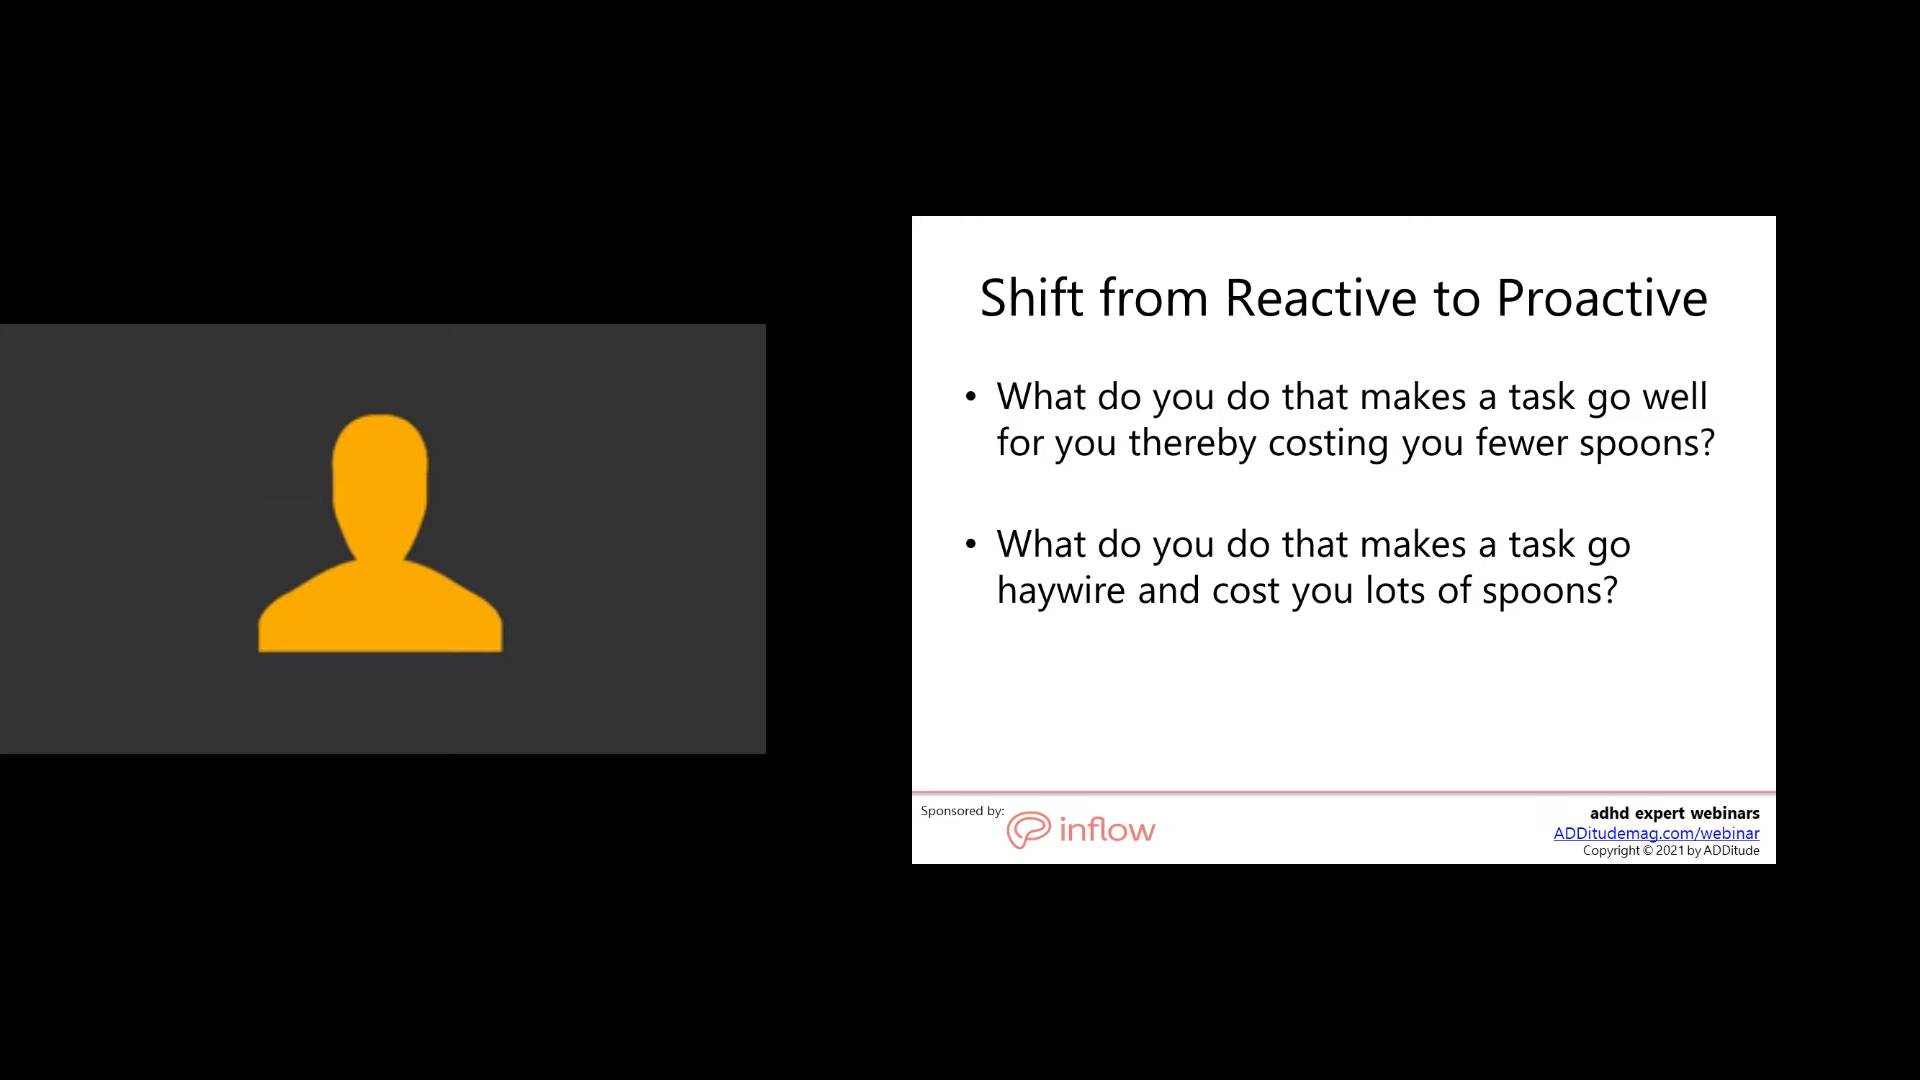 Shift from Reactive to Proactive
• What do you do that makes a task go well
for you thereby costing you fewer spoons?
• What do you do that makes a task go
haywire and cost you lots of spoons?
Sponsored by:
inflow
adhd expert webinars
ADDitudemag.com/webinar
Copyright © 2021 by ADDitude